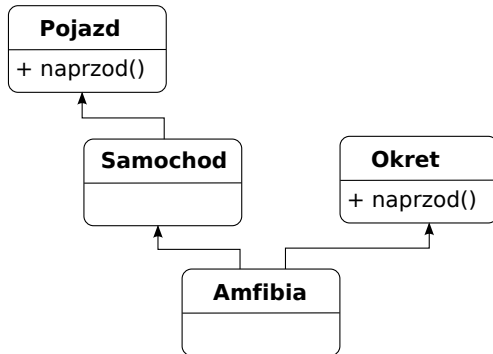 Pojazd
+ naprzod()
Samochod
Okret
+ naprzod()
Amfibia